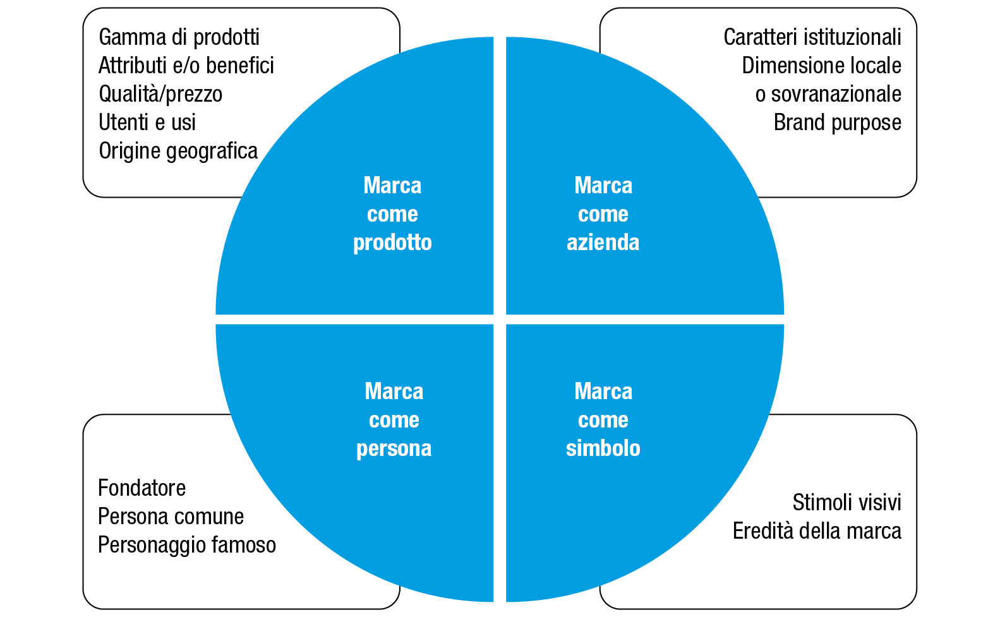 Gamma di prodotti
Attributi e/o benefici
Qualità/prezzo
Utenti e usi
Origine geografica
Caratteri istituzionali
Dimensione locale
o sovranazionale
Brand purpose
Marca
come
prodotto
Marca
come
azienda
Marca
come
persona
Marca
come
simbolo
Fondatore
Persona comune
Personaggio famoso
Stimoli visivi
Eredità della marca